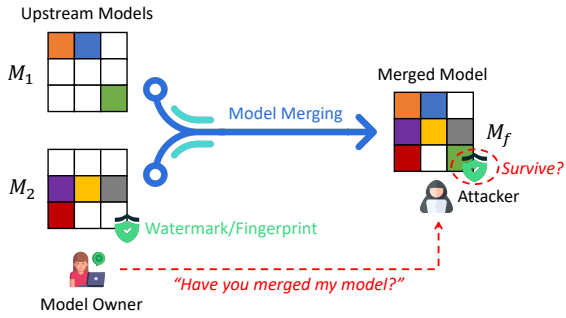 Upstream Models
M₁
Model Merging
Merged Model
M_f
Survive?
M₂
Watermark/Fingerprint
Attacker
Model Owner
“Have you merged my model?”